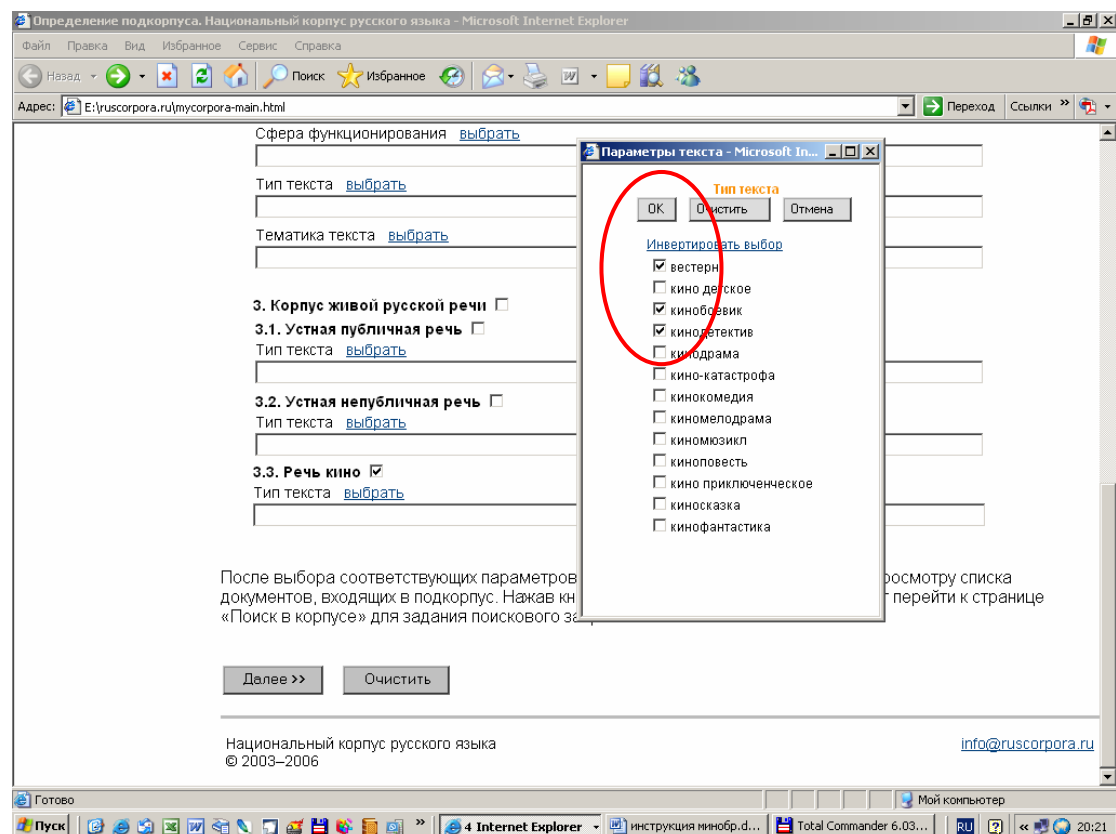 Определение подкорпуса. Национальный корпус русского языка - Microsoft Internet Explorer
Файл Правка Вид Избранное Сервис Справка
Назад Поиск Избранное
Адрес: E:\ruscorpora.ru\mycorpora-main.html Переход Ссылки »
Сфера функционирования выбрать
Тип текста выбрать
Тематика текста выбрать
3. Корпус живой русской речи
3.1. Устная публичная речь
Тип текста выбрать
3.2. Устная непубличная речь
Тип текста выбрать
3.3. Речь кино
Тип текста выбрать
Параметры текста - Microsoft In...
Тип текста
OK Очистить Отмена
Инвертировать выбор
вестерн
кино детское
кинобоевик
кинодетектив
кинодрама
кино-катастрофа
кинокомедия
киномелодрама
киномюзикл
киноповесть
кино приключенческое
киносказка
кинофантастика
После выбора соответствующих параметров росмотру списка
документов, входящих в подкорпус. Нажав кн т перейти к странице
«Поиск в корпусе» для задания поискового за
Далее >> Очистить
Национальный корпус русского языка info@ruscorpora.ru
© 2003–2006
Готово Мой компьютер
Пуск » 4 Internet Explorer инструкция минобр.d... Total Commander 6.03... RU « 20:21